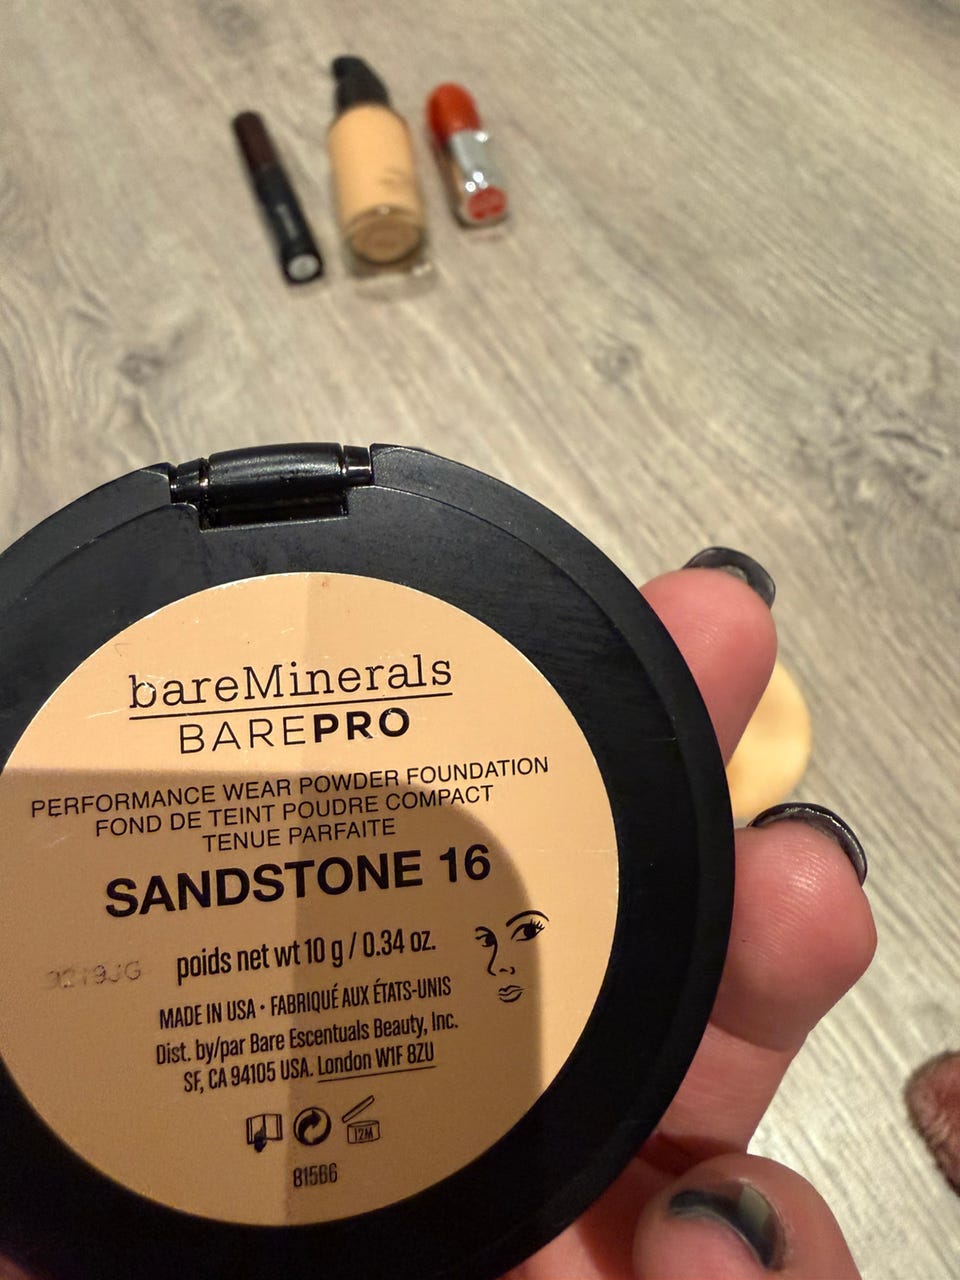 bareMinerals
BAREPRO
PERFORMANCE WEAR POWDER FOUNDATION
FOND DE TEINT POUDRE COMPACT
TENUE PARFAITE
SANDSTONE 16
poids net wt 10 g / 0.34 oz.
MADE IN USA • FABRIQUÉ AUX ÉTATS-UNIS
Dist. by/par Bare Escentuals Beauty, Inc.
SF, CA 94105 USA. London W1F 8ZU
12M
81566